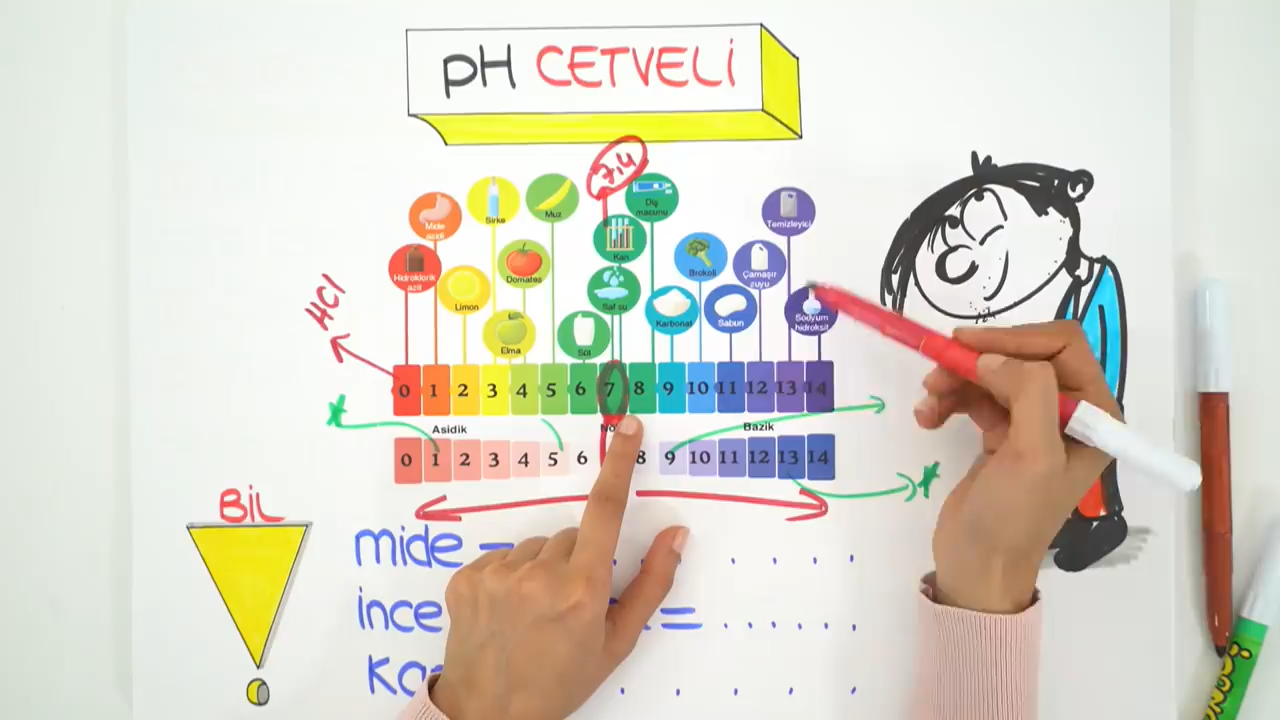 pH CETVELİ
7,4
Mide
asidi
Sirke
Muz
Diş
macunu
Temizleyici
Kan
Hidroklorik
asit
Limon
Domates
Saf su
Brokoli
Çamaşır
suyu
Elma
Süt
Karbonat
Sabun
Sodyum
hidroksit
HCl
0 1 2 3 4 5 6 7 8 9 10 11 12 13 14
Asidik
Bazik
0 1 2 3 4 5 6 8 9 10 11 12 13 14
BİL
mide – . . . . .
ince = . . . . . .
. . . .